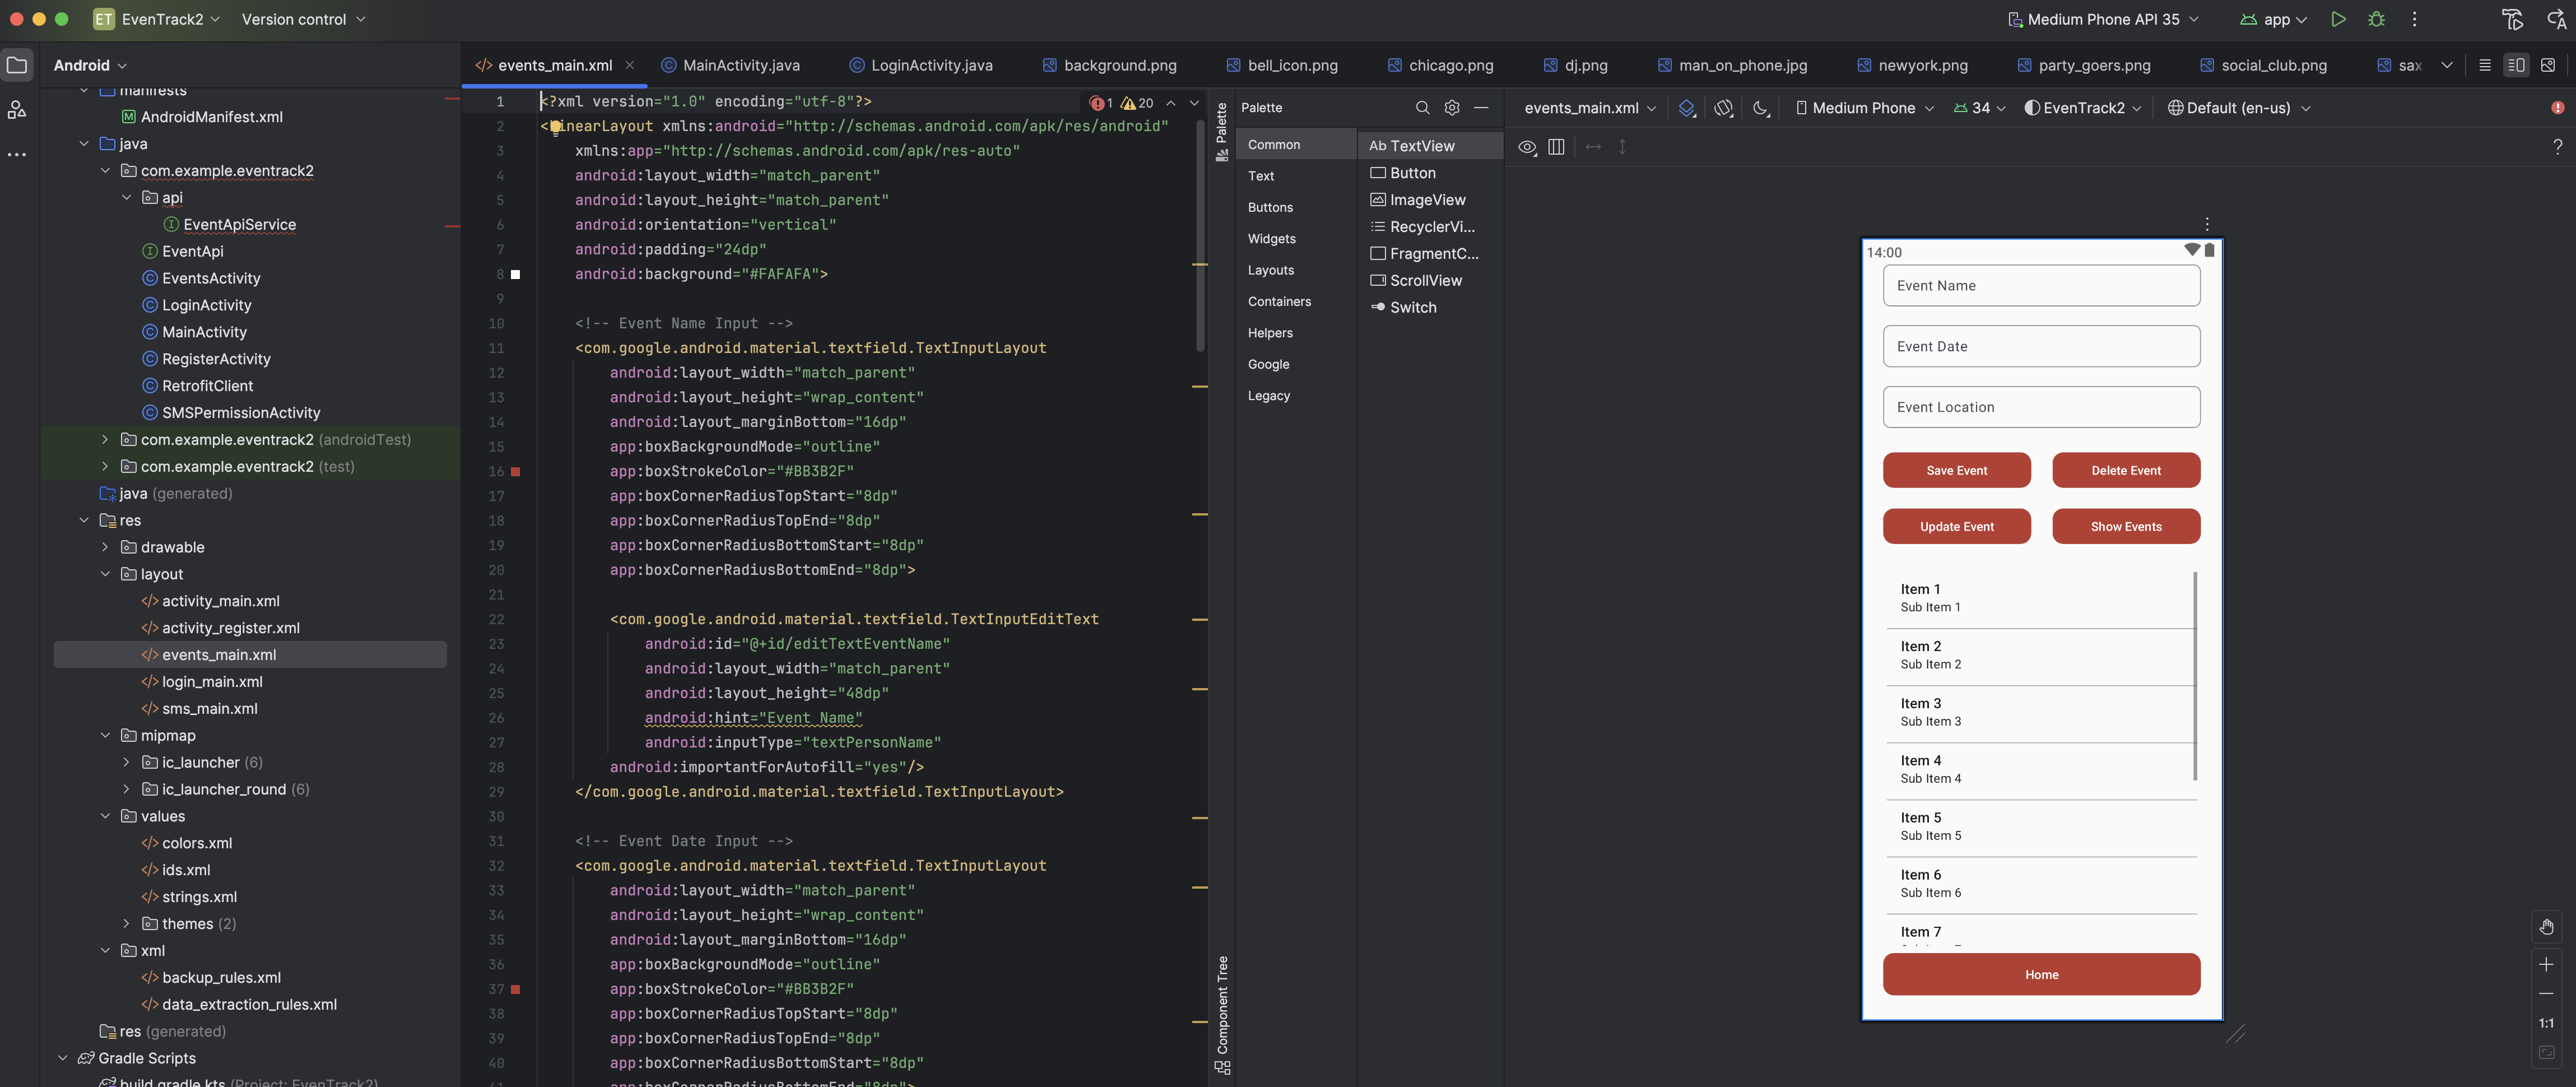 ET EvenTrack2 Version control Medium Phone API 35 app
Android
manifests
AndroidManifest.xml
java
com.example.eventrack2
api
EventApiService
EventApi
EventsActivity
LoginActivity
MainActivity
RegisterActivity
RetrofitClient
SMSPermissionActivity
com.example.eventrack2 (androidTest)
com.example.eventrack2 (test)
java (generated)
res
drawable
layout
activity_main.xml
activity_register.xml
events_main.xml
login_main.xml
sms_main.xml
mipmap
ic_launcher (6)
ic_launcher_round (6)
values
colors.xml
ids.xml
strings.xml
themes (2)
xml
backup_rules.xml
data_extraction_rules.xml
res (generated)
Gradle Scripts
build.gradle.kts (Project: EvenTrack2)
events_main.xml MainActivity.java LoginActivity.java background.png bell_icon.png chicago.png dj.png man_on_phone.jpg newyork.png party_goers.png social_club.png sax
1 <?xml version="1.0" encoding="utf-8"?> 1 20
2 <LinearLayout xmlns:android="http://schemas.android.com/apk/res/android"
3 xmlns:app="http://schemas.android.com/apk/res-auto"
4 android:layout_width="match_parent"
5 android:layout_height="match_parent"
6 android:orientation="vertical"
7 android:padding="24dp"
8 android:background="#FAFAFA">
9
10 <!-- Event Name Input -->
11 <com.google.android.material.textfield.TextInputLayout
12 android:layout_width="match_parent"
13 android:layout_height="wrap_content"
14 android:layout_marginBottom="16dp"
15 app:boxBackgroundMode="outline"
16 app:boxStrokeColor="#BB3B2F"
17 app:boxCornerRadiusTopStart="8dp"
18 app:boxCornerRadiusTopEnd="8dp"
19 app:boxCornerRadiusBottomStart="8dp"
20 app:boxCornerRadiusBottomEnd="8dp">
21
22 <com.google.android.material.textfield.TextInputEditText
23 android:id="@+id/editTextEventName"
24 android:layout_width="match_parent"
25 android:layout_height="48dp"
26 android:hint="Event Name"
27 android:inputType="textPersonName"
28 android:importantForAutofill="yes"/>
29 </com.google.android.material.textfield.TextInputLayout>
30
31 <!-- Event Date Input -->
32 <com.google.android.material.textfield.TextInputLayout
33 android:layout_width="match_parent"
34 android:layout_height="wrap_content"
35 android:layout_marginBottom="16dp"
36 app:boxBackgroundMode="outline"
37 app:boxStrokeColor="#BB3B2F"
38 app:boxCornerRadiusTopStart="8dp"
39 app:boxCornerRadiusTopEnd="8dp"
40 app:boxCornerRadiusBottomStart="8dp"
41 app:boxCornerRadiusBottomEnd="8dp">
Palette
Component Tree
Palette
Common
Text
Buttons
Widgets
Layouts
Containers
Helpers
Google
Legacy
Ab TextView
Button
ImageView
RecyclerVi...
FragmentC...
ScrollView
Switch
events_main.xml Medium Phone 34 EvenTrack2 Default (en-us)
?
14:00
Event Name
Event Date
Event Location
Save Event Delete Event
Update Event Show Events
Item 1
Sub Item 1
Item 2
Sub Item 2
Item 3
Sub Item 3
Item 4
Sub Item 4
Item 5
Sub Item 5
Item 6
Sub Item 6
Item 7
Home
1:1